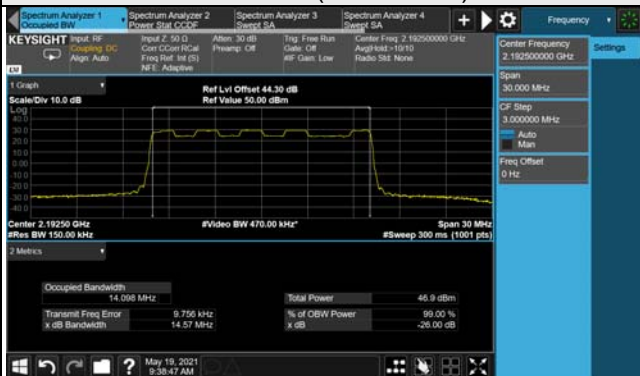 Spectrum Analyzer 1
Occupied BW
Spectrum Analyzer 2
Power Stat CCDF
Spectrum Analyzer 3
Swept SA
Spectrum Analyzer 4
Swept SA
Frequency
KEYSIGHT
Input: RF
Coupling: DC
Align: Auto
Input Z: 50 Ω
Corr CCorr RCal
Freq Ref: Int (S)
NFE: Adaptive
Atten: 30 dB
Preamp: Off
Trig: Free Run
Gate: Off
#IF Gain: Low
Center Freq: 2.192500000 GHz
Avg|Hold:>10/10
Radio Std: None
Center Frequency
2.192500000 GHz
Settings
Span
30.000 MHz
CF Step
3.000000 MHz
Auto
Man
Freq Offset
0 Hz
1 Graph
Scale/Div 10.0 dB
Ref Lvl Offset 44.30 dB
Ref Value 50.00 dBm
Log
40.0
30.0
20.0
10.0
0.00
-10.0
-20.0
-30.0
-40.0
Center 2.19250 GHz
#Res BW 150.00 kHz
#Video BW 470.00 kHz*
Span 30 MHz
#Sweep 300 ms (1001 pts)
2 Metrics
Occupied Bandwidth
14.098 MHz
Total Power
46.9 dBm
Transmit Freq Error
9.756 kHz
% of OBW Power
99.00 %
x dB Bandwidth
14.57 MHz
x dB
-26.00 dB
May 19, 2021
9:38:47 AM